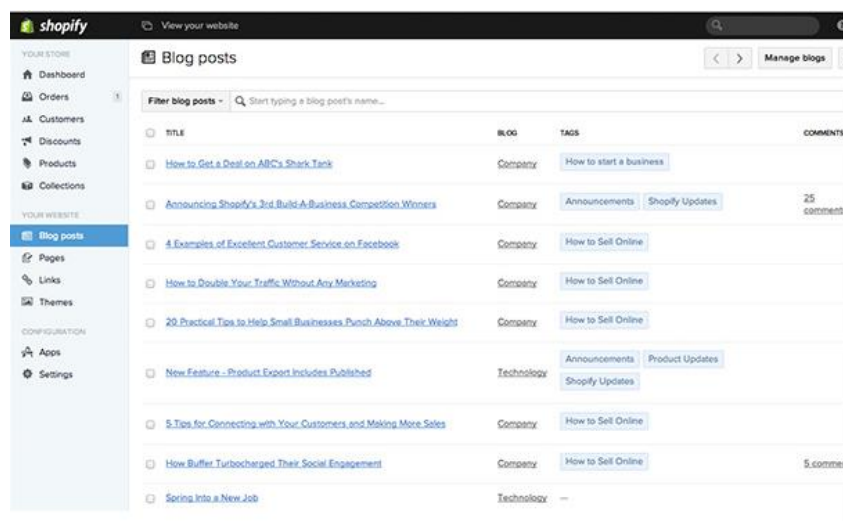 shopify
View your website
YOUR STORE
Dashboard
Orders 1
Customers
Discounts
Products
Collections
YOUR WEBSITE
Blog posts
Pages
Links
Themes
CONFIGURATION
Apps
Settings
Blog posts
< > Manage blogs
Filter blog posts Start typing a blog post's name...
TITLE BLOG TAGS COMMENTS
How to Get a Deal on ABC's Shark Tank Company How to start a business
Announcing Shopify's 3rd Build-A-Business Competition Winners Company Announcements Shopify Updates 25
comment
4 Examples of Excellent Customer Service on Facebook Company How to Sell Online
How to Double Your Traffic Without Any Marketing Company How to Sell Online
20 Practical Tips to Help Small Businesses Punch Above Their Weight Company How to Sell Online
Announcements Product Updates
New Feature - Product Export Includes Published Technology
Shopify Updates
5 Tips for Connecting with Your Customers and Making More Sales Company How to Sell Online
How Buffer Turbocharged Their Social Engagement Company How to Sell Online 5 comme
Spring Into a New Job Technology —